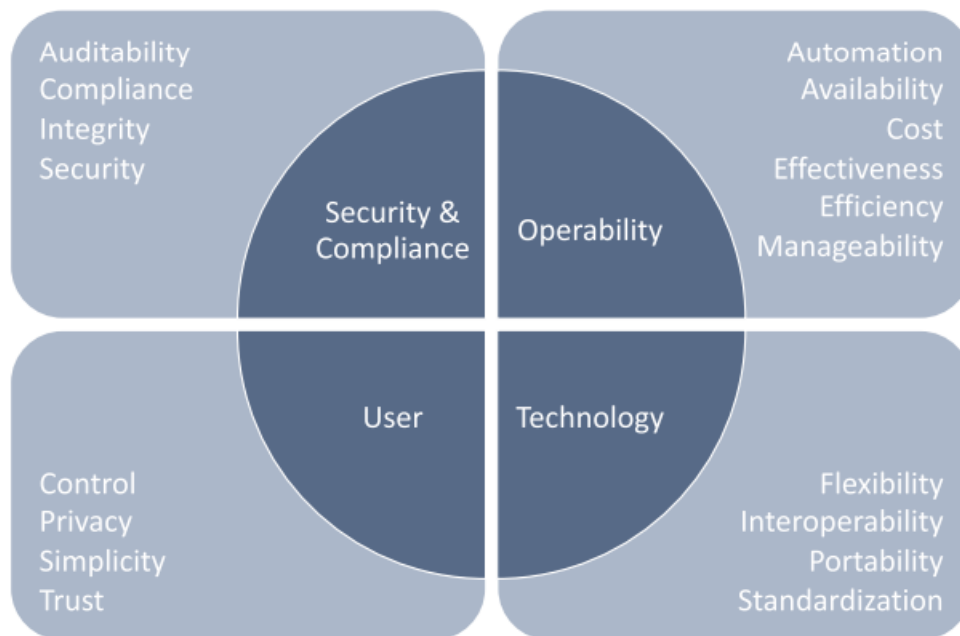 Auditability
Compliance
Integrity
Security
Security &
Compliance
Automation
Availability
Cost
Effectiveness
Efficiency
Manageability
Operability
User
Control
Privacy
Simplicity
Trust
Technology
Flexibility
Interoperability
Portability
Standardization